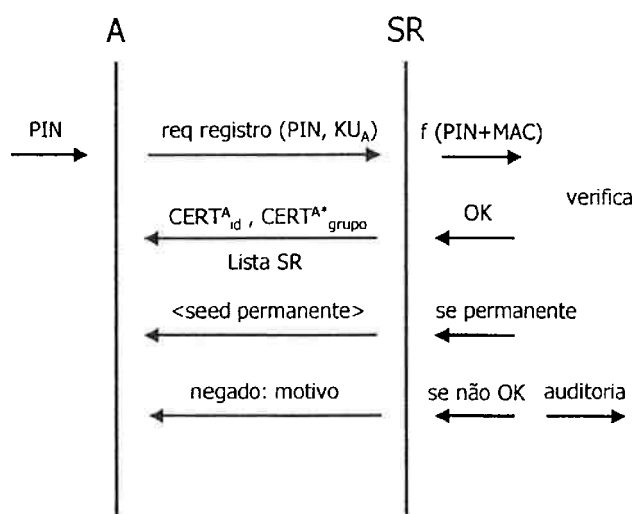 A SR
PIN req registro (PIN, KU_A) f (PIN+MAC)
verifica
CERT^A_id , CERT^A*_grupo OK
Lista SR
<seed permanente> se permanente
negado: motivo se não OK auditoria